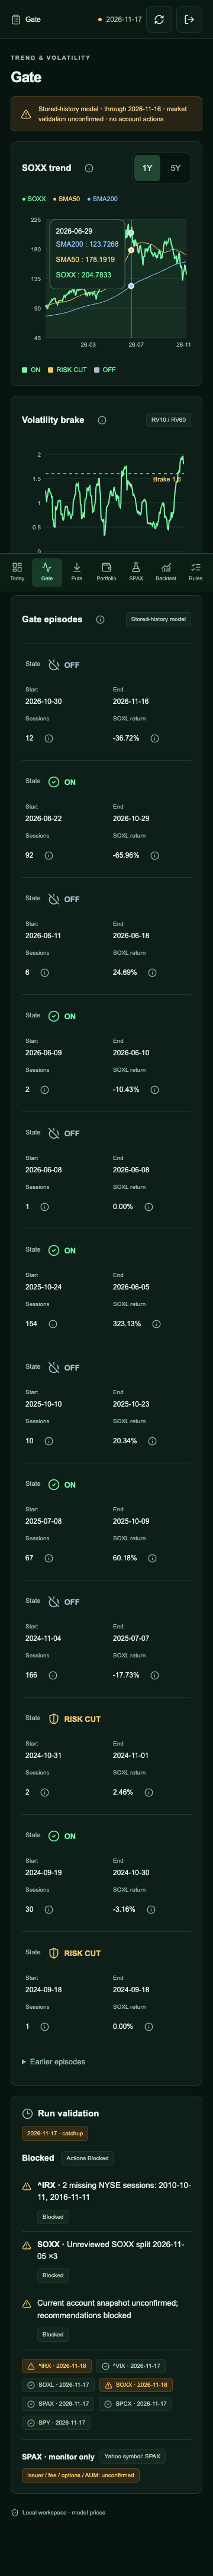 Gate
2026-11-17
TREND & VOLATILITY
Gate
Stored-history model · through 2026-11-16 · market
validation unconfirmed · no account actions
SOXX trend
1Y
5Y
SOXX
SMA50
SMA200
225
180
135
90
45
2026-06-29
SMA200 : 123.7268
SMA50 : 178.1919
SOXX : 204.7833
26-03
26-07
26-11
ON
RISK CUT
OFF
Volatility brake
RV10 / RV60
2
1.5
1
0.5
0
Today
Gate
Puts
Portfolio
SPAX
Backtest
Rules
Gate episodes
Stored-history model
State
OFF
Start
End
2026-10-30
2026-11-16
Sessions
SOXL return
12
-36.72%
State
ON
Start
End
2026-06-22
2026-10-29
Sessions
SOXL return
92
-65.96%
State
OFF
Start
End
2026-06-11
2026-06-18
Sessions
SOXL return
6
24.69%
State
ON
Start
End
2026-06-09
2026-06-10
Sessions
SOXL return
2
-10.43%
State
OFF
Start
End
2026-06-08
2026-06-08
Sessions
SOXL return
1
0.00%
State
ON
Start
End
2025-10-24
2026-06-05
Sessions
SOXL return
154
323.13%
State
OFF
Start
End
2025-10-10
2025-10-23
Sessions
SOXL return
10
20.34%
State
ON
Start
End
2025-07-08
2025-10-09
Sessions
SOXL return
67
60.18%
State
OFF
Start
End
2024-11-04
2025-07-07
Sessions
SOXL return
166
-17.73%
State
RISK CUT
Start
End
2024-10-31
2024-11-01
Sessions
SOXL return
2
2.46%
State
ON
Start
End
2024-09-19
2024-10-30
Sessions
SOXL return
30
-3.16%
State
RISK CUT
Start
End
2024-09-18
2024-09-18
Sessions
SOXL return
1
0.00%
Earlier episodes
Run validation
2026-11-17 · catchup
Blocked
Actions Blocked
^IRX · 2 missing NYSE sessions: 2010-10-
11, 2016-11-11
Blocked
SOXX · Unreviewed SOXX split 2026-11-
05 ×3
Blocked
Current account snapshot unconfirmed;
recommendations blocked
Blocked
^IRX · 2026-11-16
^VIX · 2026-11-17
SOXL · 2026-11-17
SOXX · 2026-11-16
SPAX · 2026-11-17
SPCX · 2026-11-17
SPY · 2026-11-17
SPAX · monitor only
Yahoo symbol: SPAX
Issuer / fee / options / AUM: unconfirmed
Local workspace · model prices